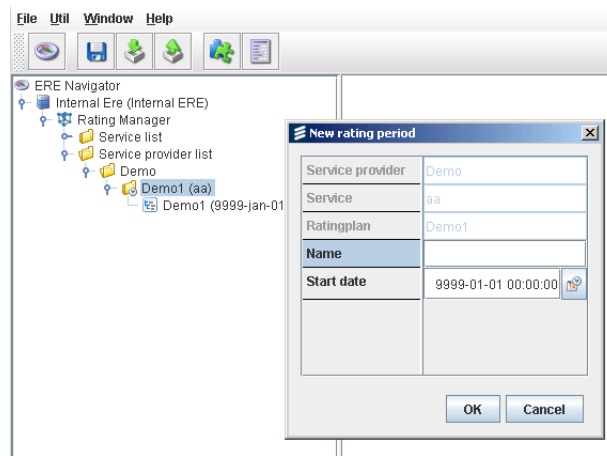 File Util Window Help
ERE Navigator
Internal Ere (Internal ERE)
Rating Manager
Service list
Service provider list
Demo
Demo1 (aa)
Demo1 (9999-jan-01
New rating period
Service provider Demo
Service aa
Ratingplan Demo1
Name
Start date 9999-01-01 00:00:00
OK Cancel